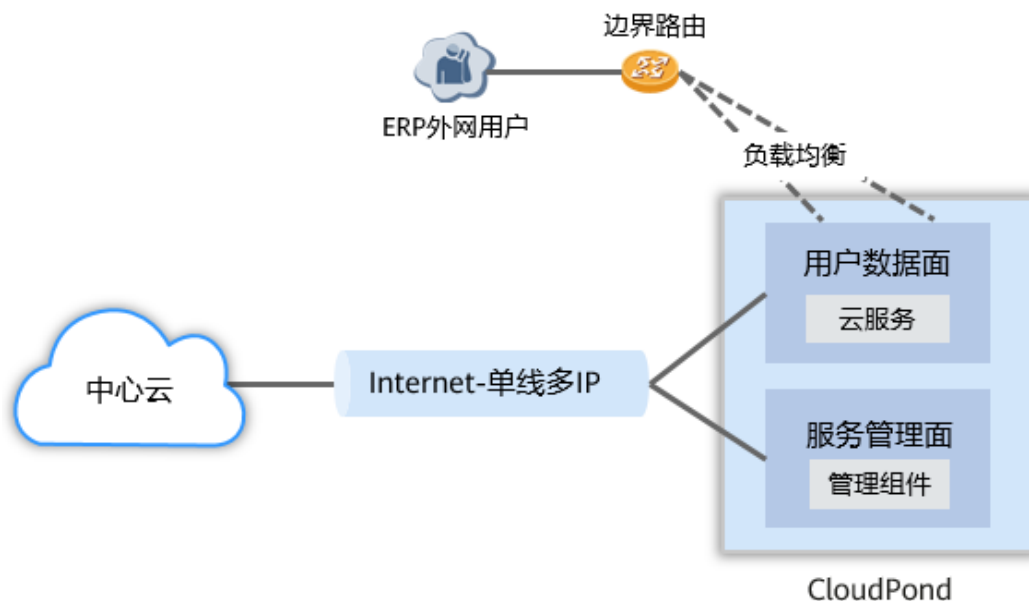 边界路由
ERP外网用户
负载均衡
用户数据面
云服务
中心云
Internet-单线多IP
服务管理面
管理组件
CloudPond